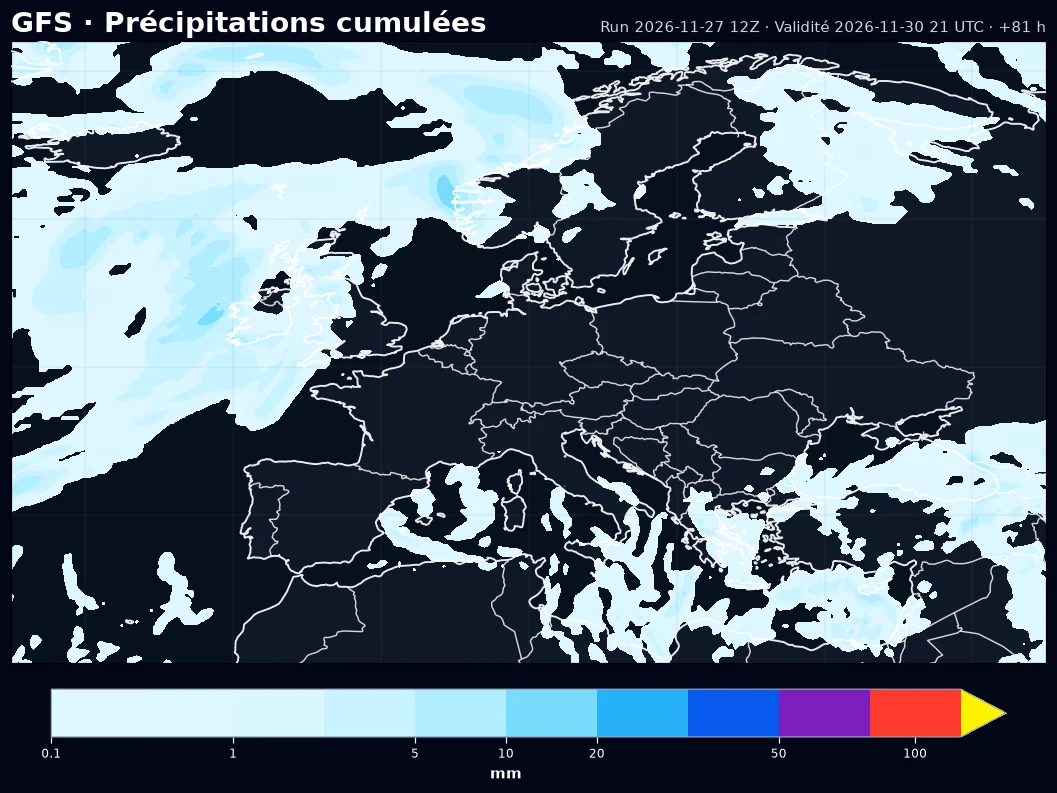 GFS · Précipitations cumulées
Run 2026-11-27 12Z · Validité 2026-11-30 21 UTC · +81 h
0.1 1 5 10 20 50 100
mm